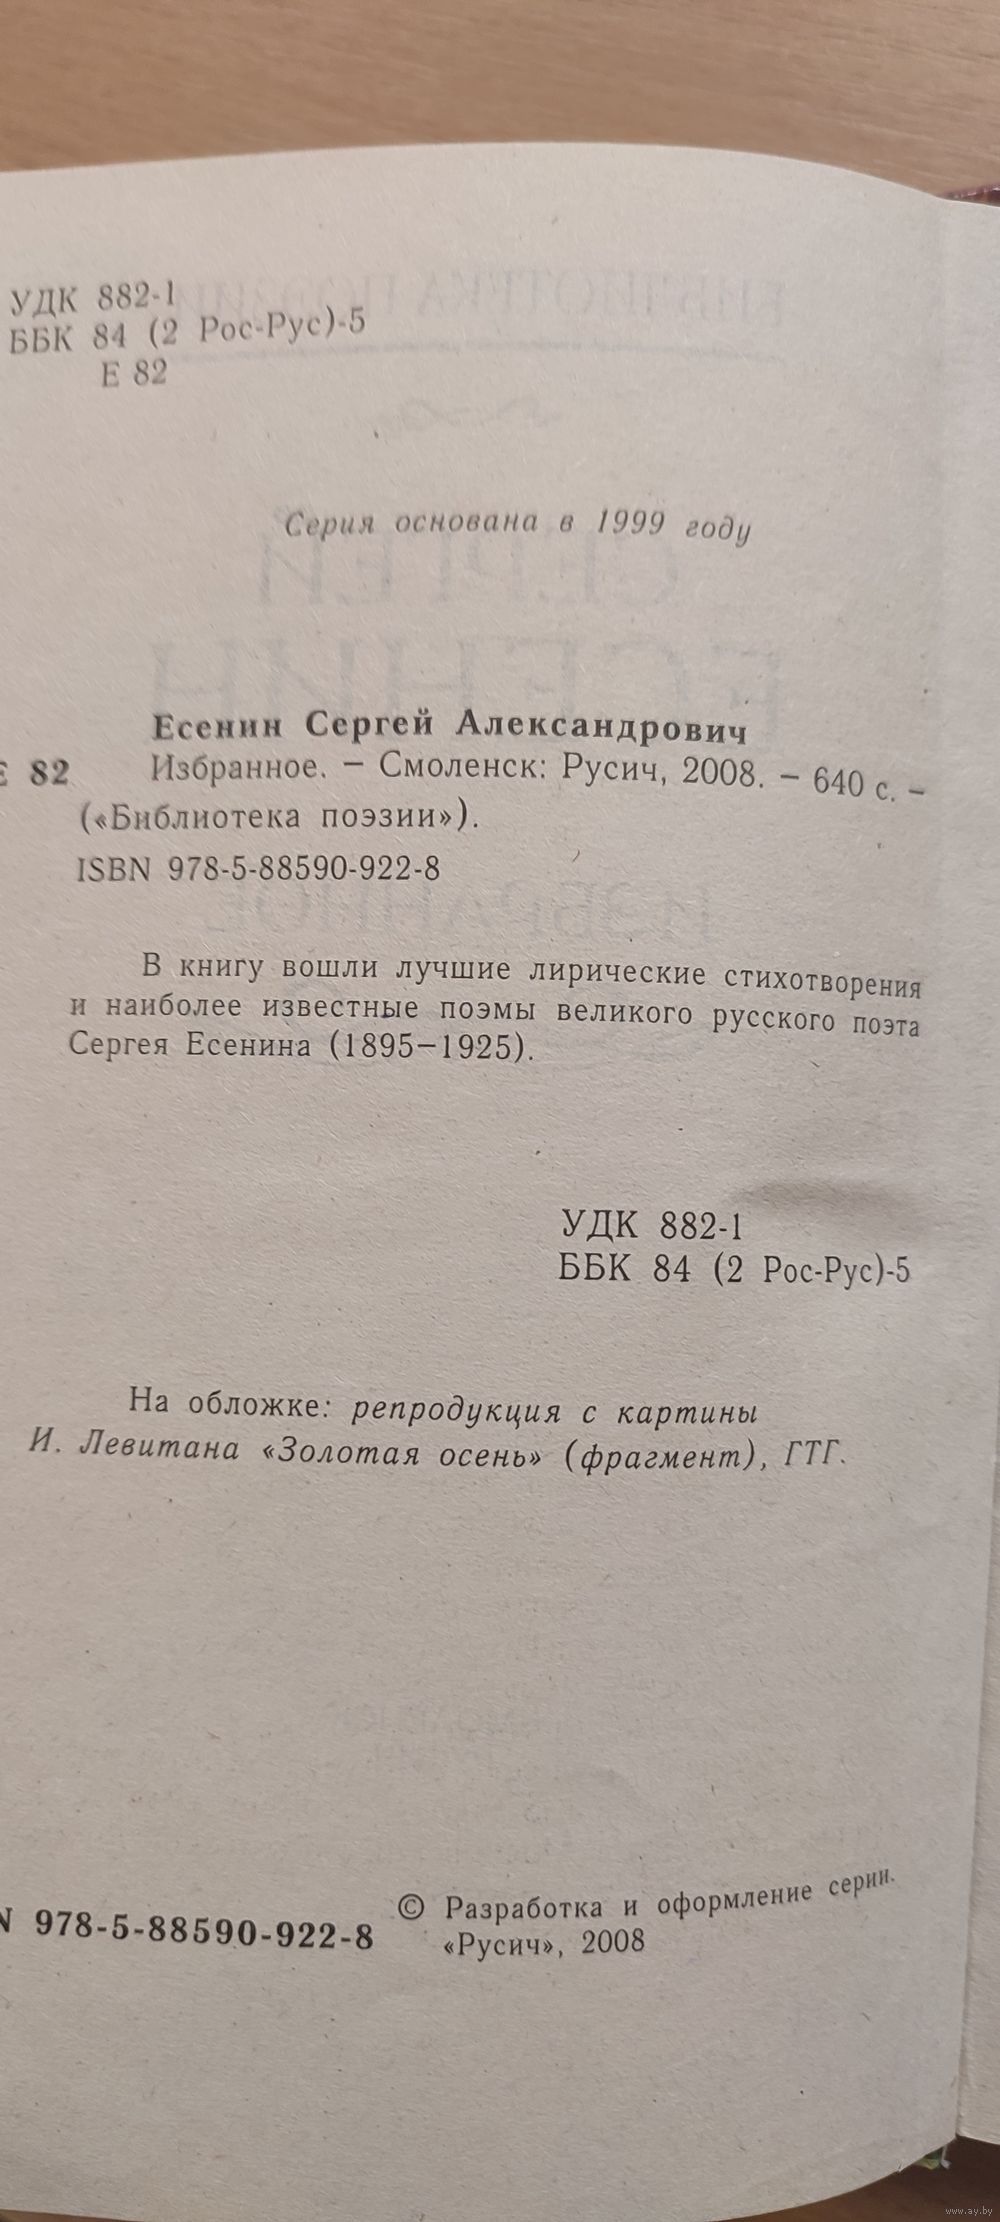 УДК 882-1
ББК 84 (2 Рос-Рус)-5
Е 82
Серия основана в 1999 году
Есенин Сергей Александрович
Е 82 Избранное. — Смоленск: Русич, 2008. — 640 с. —
(«Библиотека поэзии»).
ISBN 978-5-88590-922-8
В книгу вошли лучшие лирические стихотворения
и наиболее известные поэмы великого русского поэта
Сергея Есенина (1895—1925).
УДК 882-1
ББК 84 (2 Рос-Рус)-5
На обложке: репродукция с картины
И. Левитана «Золотая осень» (фрагмент), ГТГ.
N 978-5-88590-922-8
© Разработка и оформление серии.
«Русич», 2008
www.ay.by